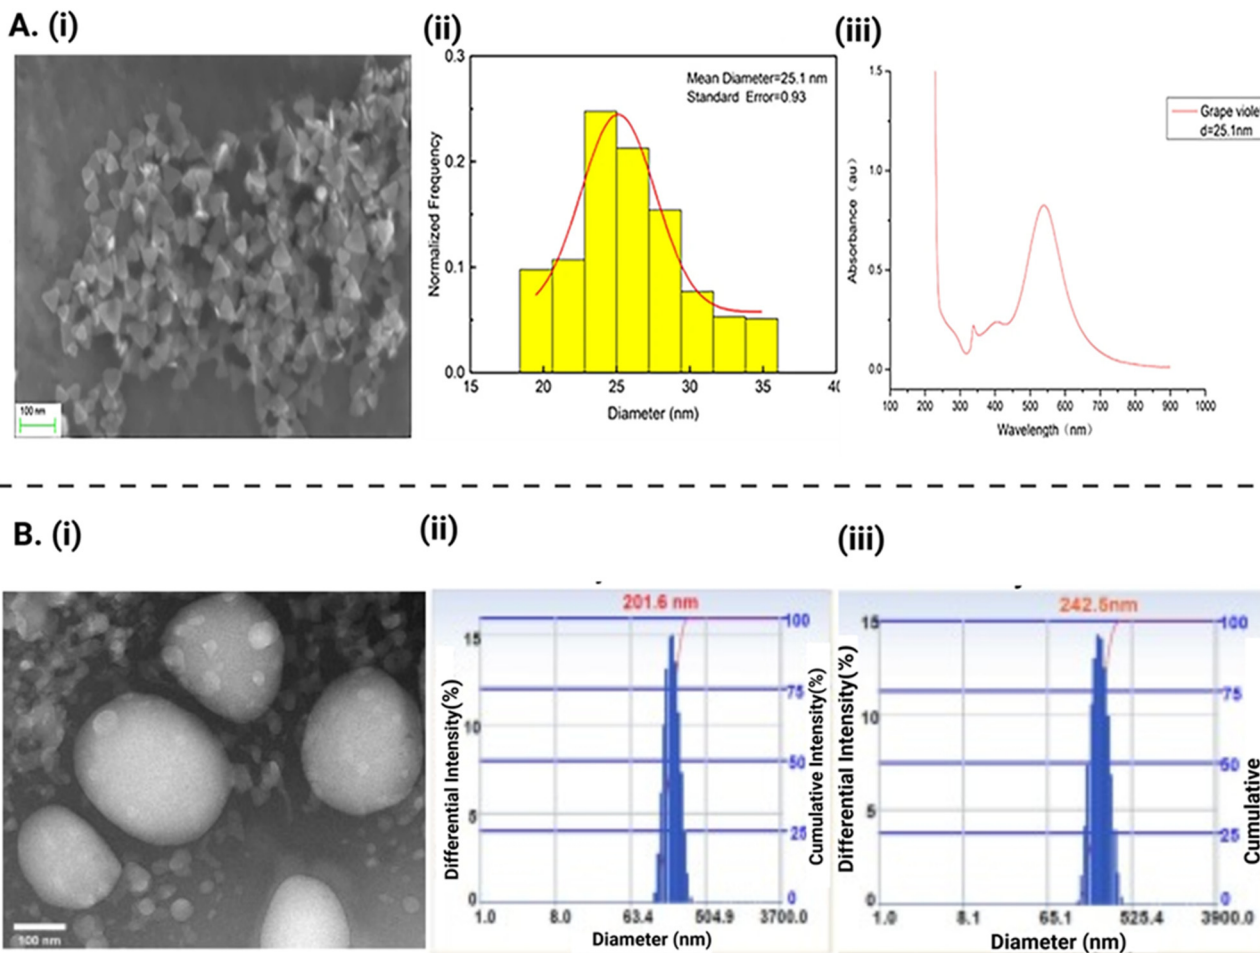 A. (i)
(ii)
(iii)
100 nm
0.3
0.2
0.1
0.0
Normalized Frequency
Mean Diameter=25.1 nm
Standard Error=0.93
15 20 25 30 35
Diameter (nm)
1.5
1.0
0.5
0.0
Absorbance (au)
Grape viole
d=25.1nm
100 200 300 400 500 600 700 800 900 1000
Wavelength (nm)
B. (i)
(ii)
(iii)
100 nm
201.6 nm
15
10
5
0
Differential Intensity(%)
100
75
50
25
0
Cumulative Intensity(%)
1.0 8.0 63.4 504.9 3700.0
Diameter (nm)
242.5nm
15
10
5
0
Differential Intensity(%)
100
75
50
25
0
Cumulative
1.0 8.1 65.1 525.4 3900.0
Diameter (nm)